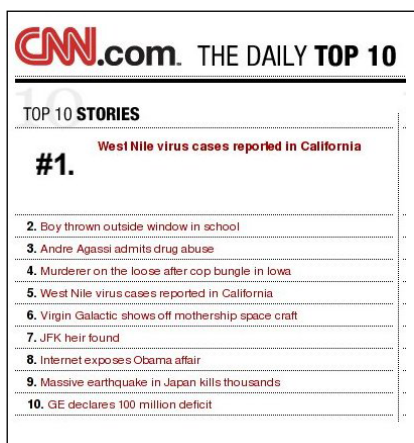 CNN.com. THE DAILY TOP 10
TOP 10 STORIES
West Nile virus cases reported in California
#1.
2. Boy thrown outside window in school
3. Andre Agassi admits drug abuse
4. Murderer on the loose after cop bungle in Iowa
5. West Nile virus cases reported in California
6. Virgin Galactic shows off mothership space craft
7. JFK heir found
8. Internet exposes Obama affair
9. Massive earthquake in Japan kills thousands
10. GE declares 100 million deficit